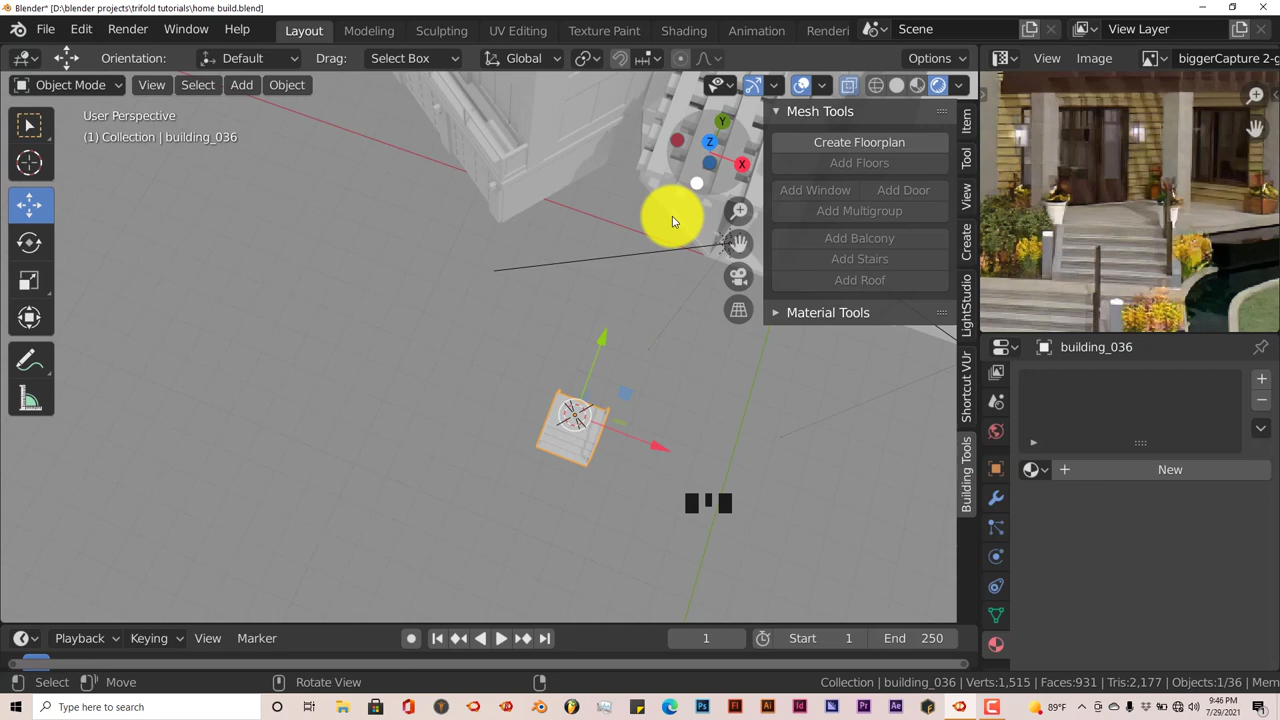 Blender* [D:\blender projects\trifold tutorials\home build.blend]
File Edit Render Window Help Layout Modeling Sculpting UV Editing Texture Paint Shading Animation Renderi Scene View Layer
Orientation: Default Drag: Select Box Global Options View Image biggerCapture 2-g
Object Mode View Select Add Object
User Perspective
(1) Collection | building_036
Mesh Tools
Create Floorplan
Add Floors
Add Window Add Door
Add Multigroup
Add Balcony
Add Stairs
Add Roof
Material Tools
Item
Tool
View
Create
LightStudio
Shortcut VUr
Building Tools
X
Y
Z
building_036
New
Playback Keying View Marker 1 Start 1 End 250
Select Move Rotate View Collection | building_036 | Verts:1,515 | Faces:931 | Tris:2,177 | Objects:1/36 | Mem
Type here to search
89°F
9:46 PM
7/29/2021